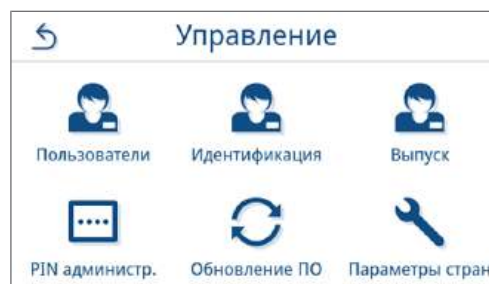 Управление
Пользователи Идентификация Выпуск
PIN администр. Обновление ПО Параметры стран